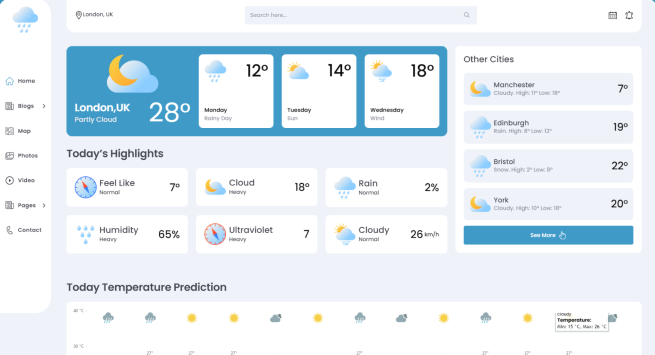 London, UK
Search here...
Home
Blogs
Map
Photos
Video
Pages
Contact
London,UK
Partly Cloud
28°
12°
Monday
Rainy Day
14°
Tuesday
Sun
18°
Wednesday
Wind
Other Cities
Manchester
Cloudy. High: 11° Low: 18°
7°
Edinburgh
Rain. High: 8° Low: 12°
19°
Bristol
Snow. High: 2° Low: 9°
22°
York
Cloudy. High: 10° Low: 18°
20°
See More
Today's Highlights
Feel Like
Normal
7°
Cloud
Heavy
18°
Rain
Normal
2%
Humidity
Heavy
65%
Ultraviolet
Heavy
7
Cloudy
Normal
26 km/h
Today Temperature Prediction
40 °C
Cloudy
Temperature:
Min: 15 °C, Max: 26 °C
30 °C
27° 27° 27° 27° 27° 27° 27°